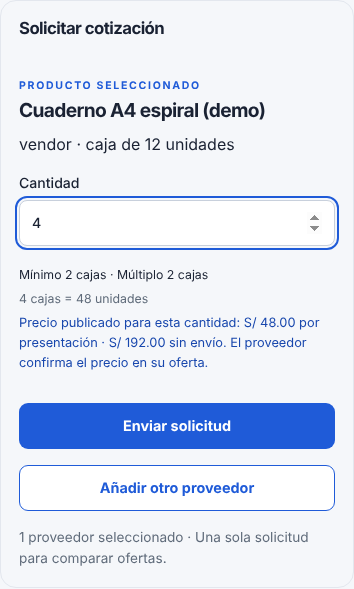 Solicitar cotización
PRODUCTO SELECCIONADO
Cuaderno A4 espiral (demo)
vendor · caja de 12 unidades
Cantidad
4
Mínimo 2 cajas · Múltiplo 2 cajas
4 cajas = 48 unidades
Precio publicado para esta cantidad: S/ 48.00 por
presentación · S/ 192.00 sin envío. El proveedor
confirma el precio en su oferta.
Enviar solicitud
Añadir otro proveedor
1 proveedor seleccionado · Una sola solicitud
para comparar ofertas.